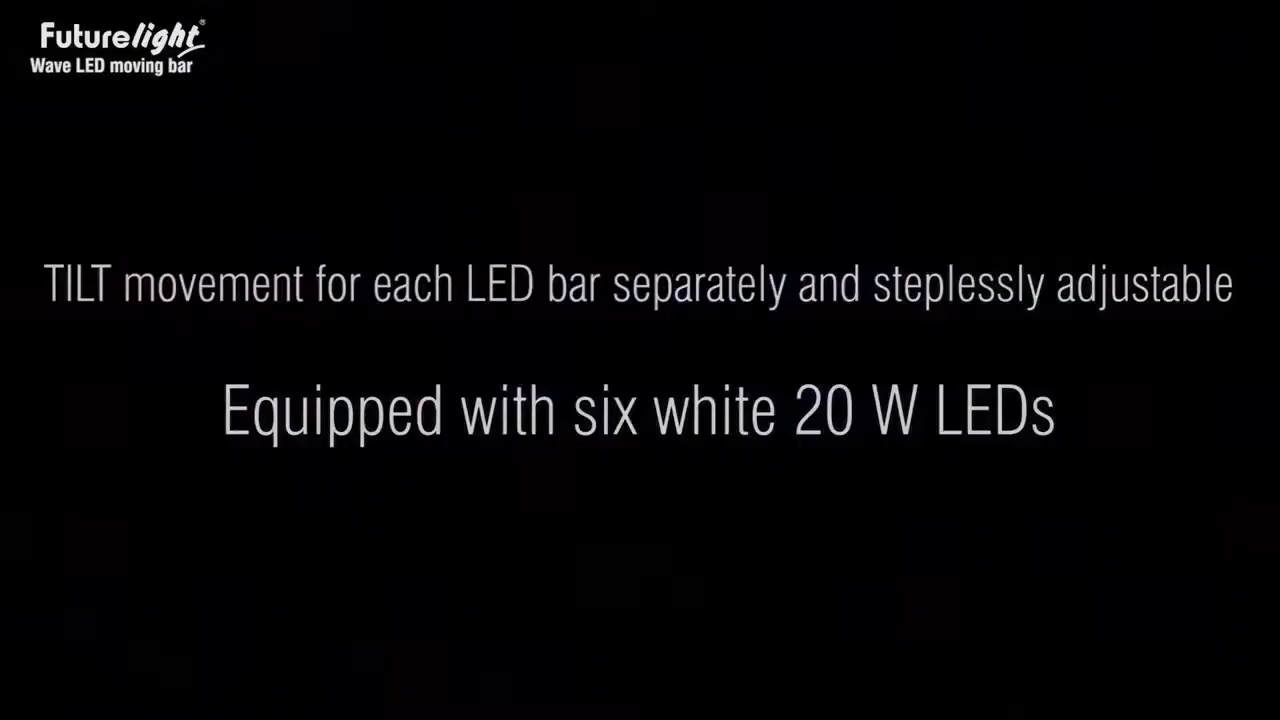 Futurelight®
Wave LED moving bar
TILT movement for each LED bar separately and steplessly adjustable
Equipped with six white 20 W LEDs